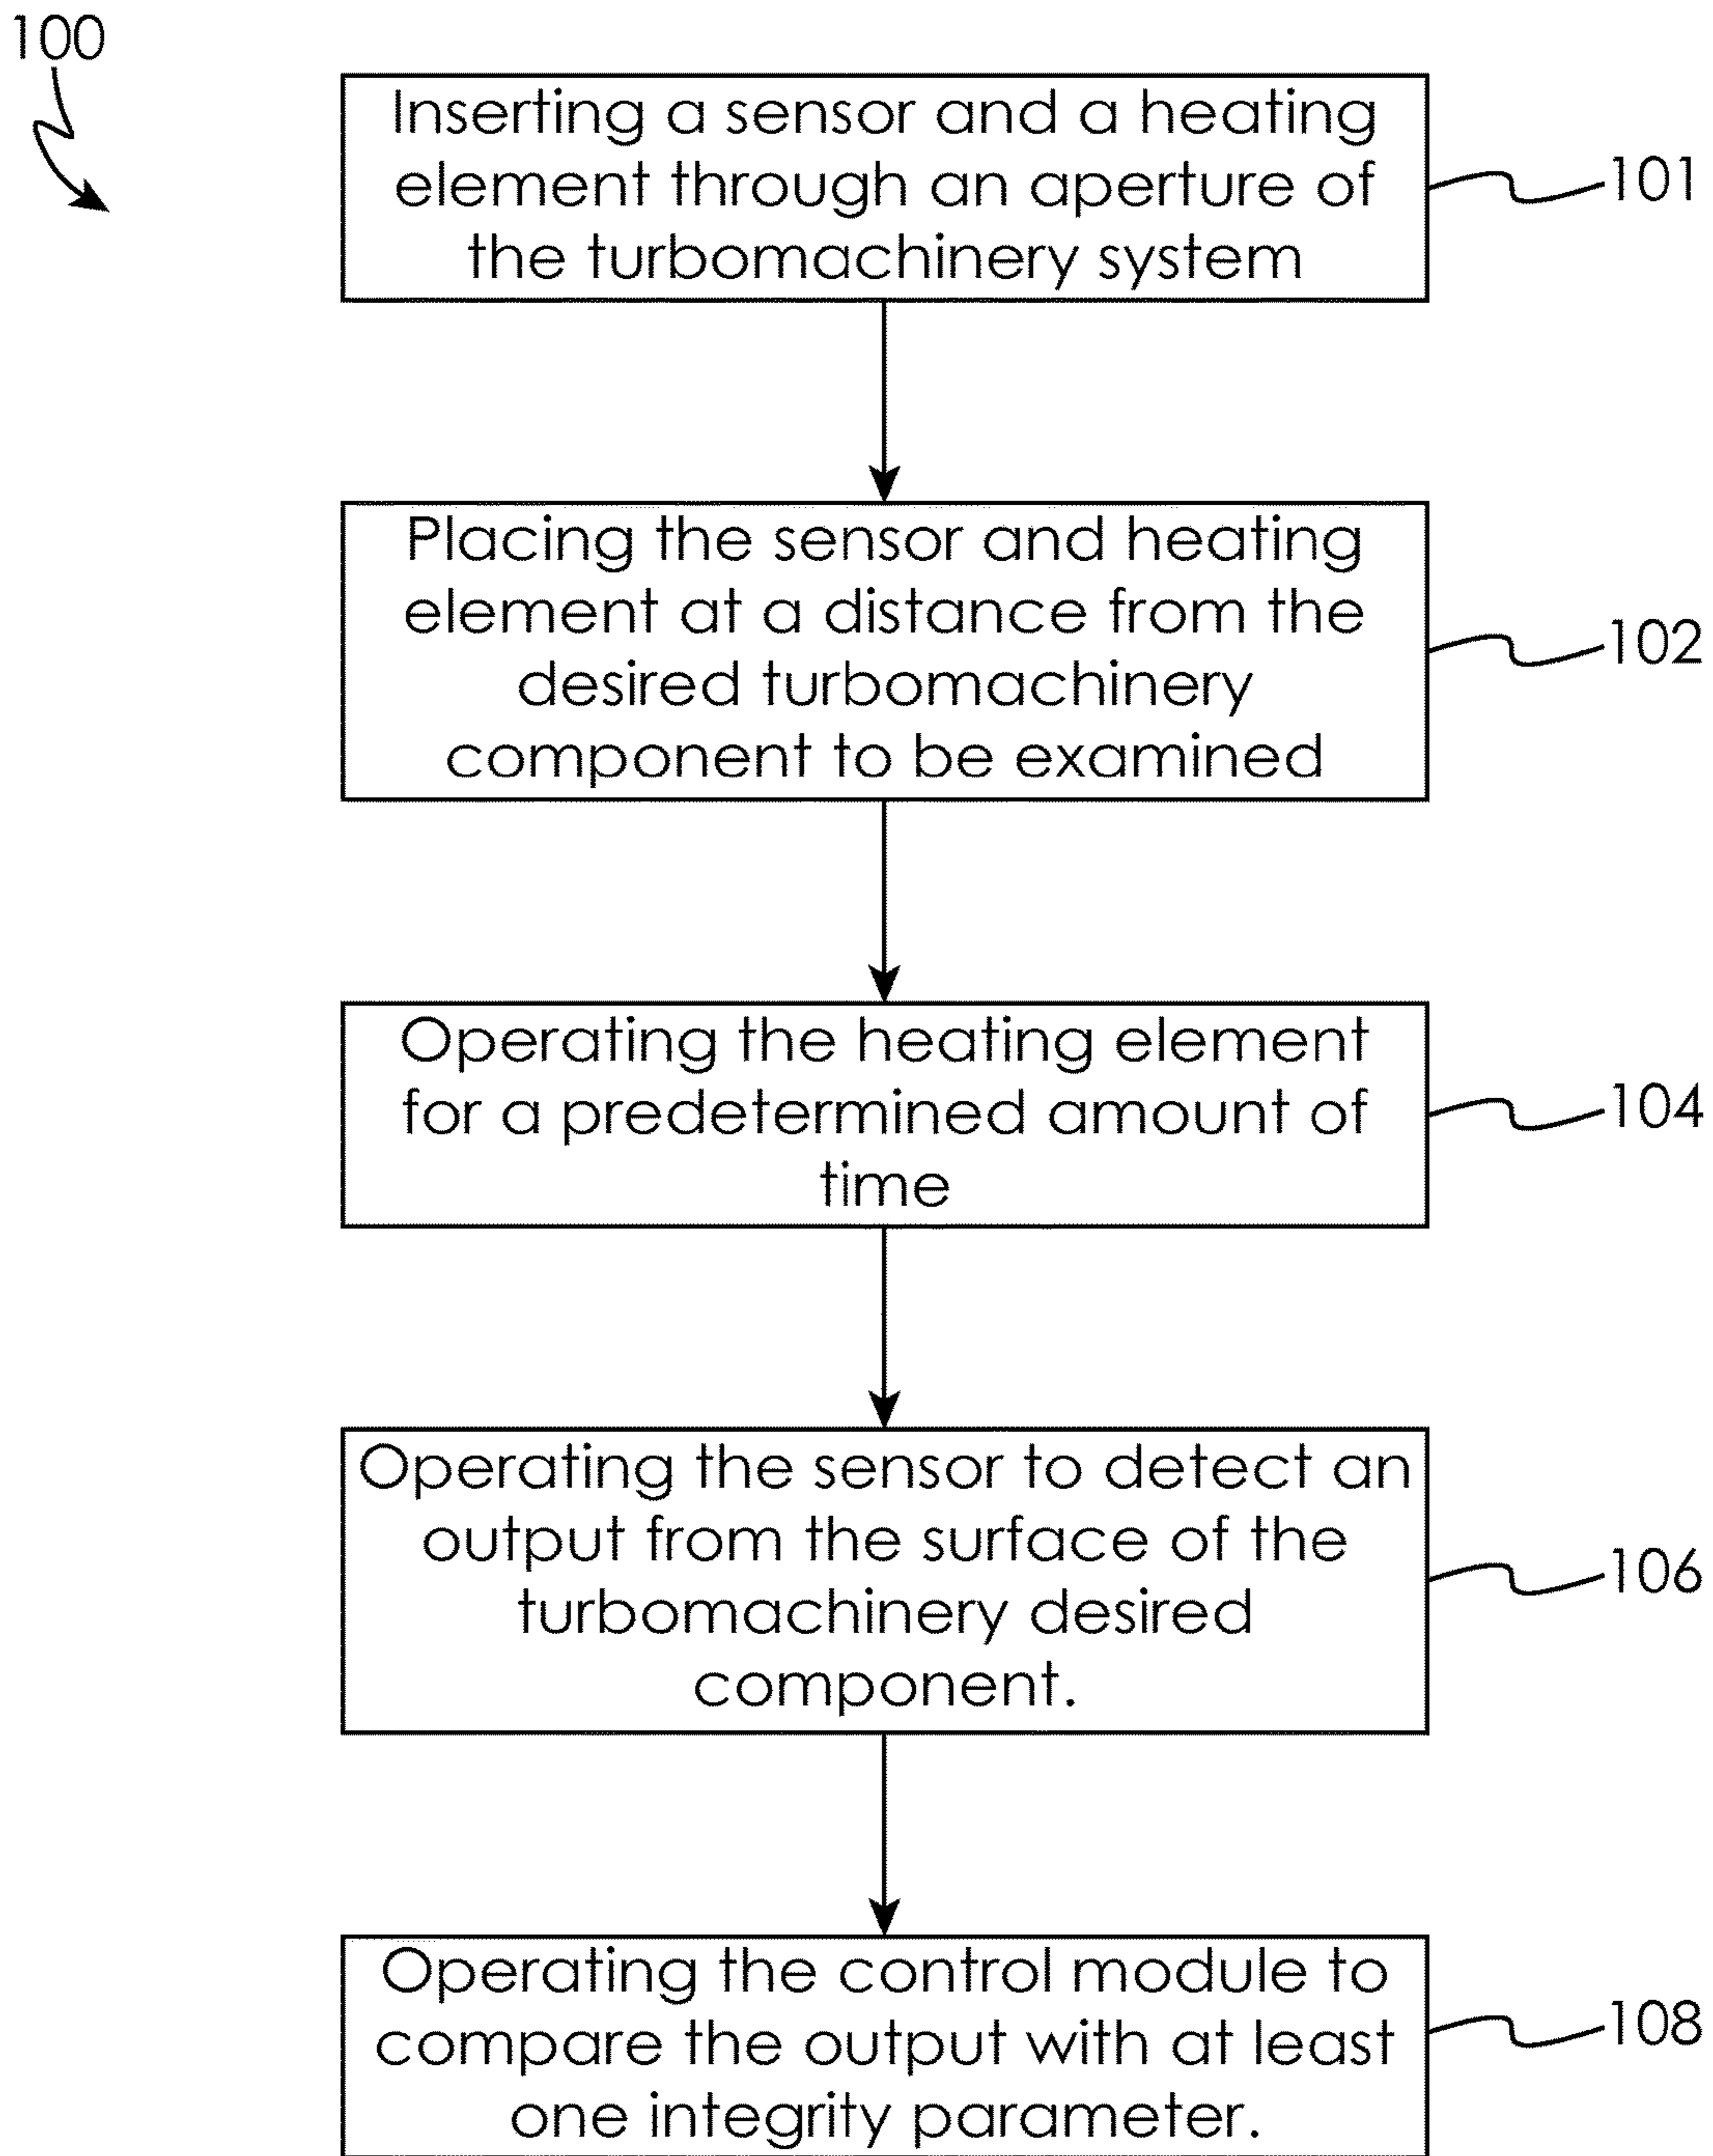 100
Inserting a sensor and a heating
element through an aperture of
the turbomachinery system
101
Placing the sensor and heating
element at a distance from the
desired turbomachinery
component to be examined
102
Operating the heating element
for a predetermined amount of
time
104
Operating the sensor to detect an
output from the surface of the
turbomachinery desired
component.
106
Operating the control module to
compare the output with at least
one integrity parameter.
108